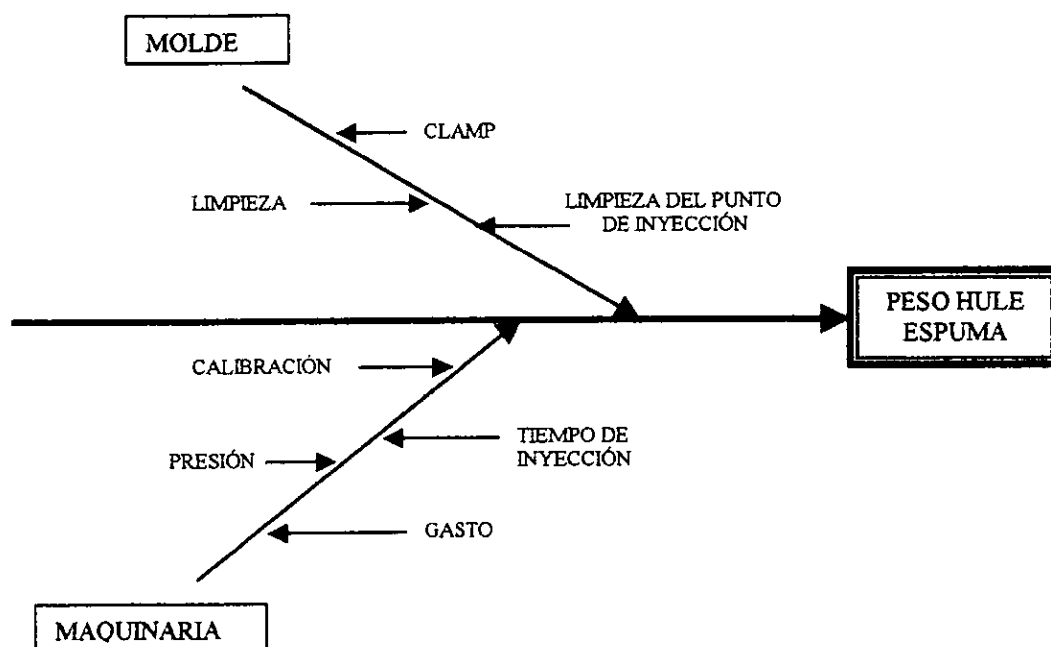 MOLDE
CLAMP
LIMPIEZA
LIMPIEZA DEL PUNTO
DE INYECCIÓN
PESO HULE
ESPUMA
CALIBRACIÓN
TIEMPO DE
INYECCIÓN
PRESIÓN
GASTO
MAQUINARIA